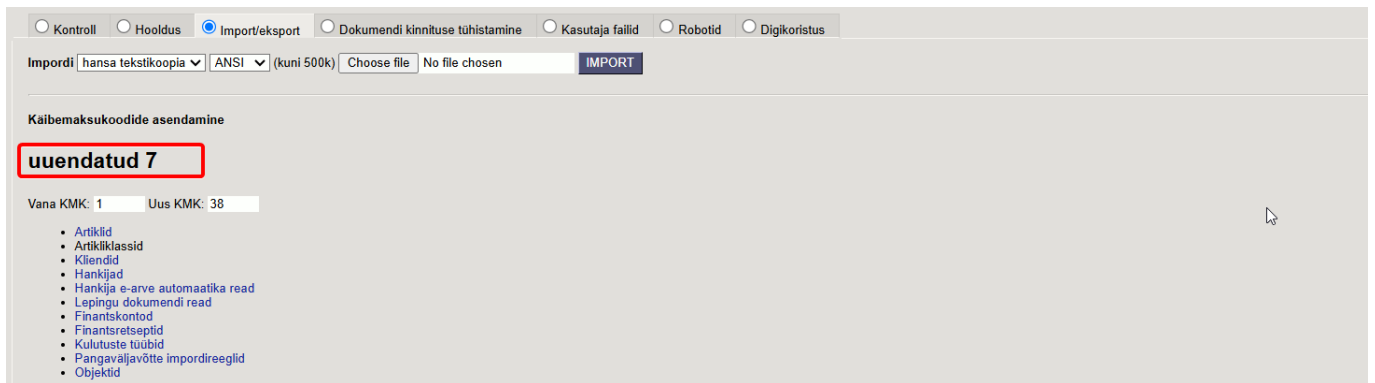 Kontroll Hooldus Import/eksport Dokumendi kinnituse tühistamine Kasutaja failid Robotid Digikoristus
Impordi hansa tekstikoopia ANSI (kuni 500k) Choose file No file chosen IMPORT
Käibemaksukoodide asendamine
uuendatud 7
Vana KMK: 1 Uus KMK: 38
Artiklid
Artikliklassid
Kliendid
Hankijad
Hankija e-arve automaatika read
Lepingu dokumendi read
Finantskontod
Finantsretseptid
Kulutuste tüübid
Pangaväljavõtte impordireeglid
Objektid